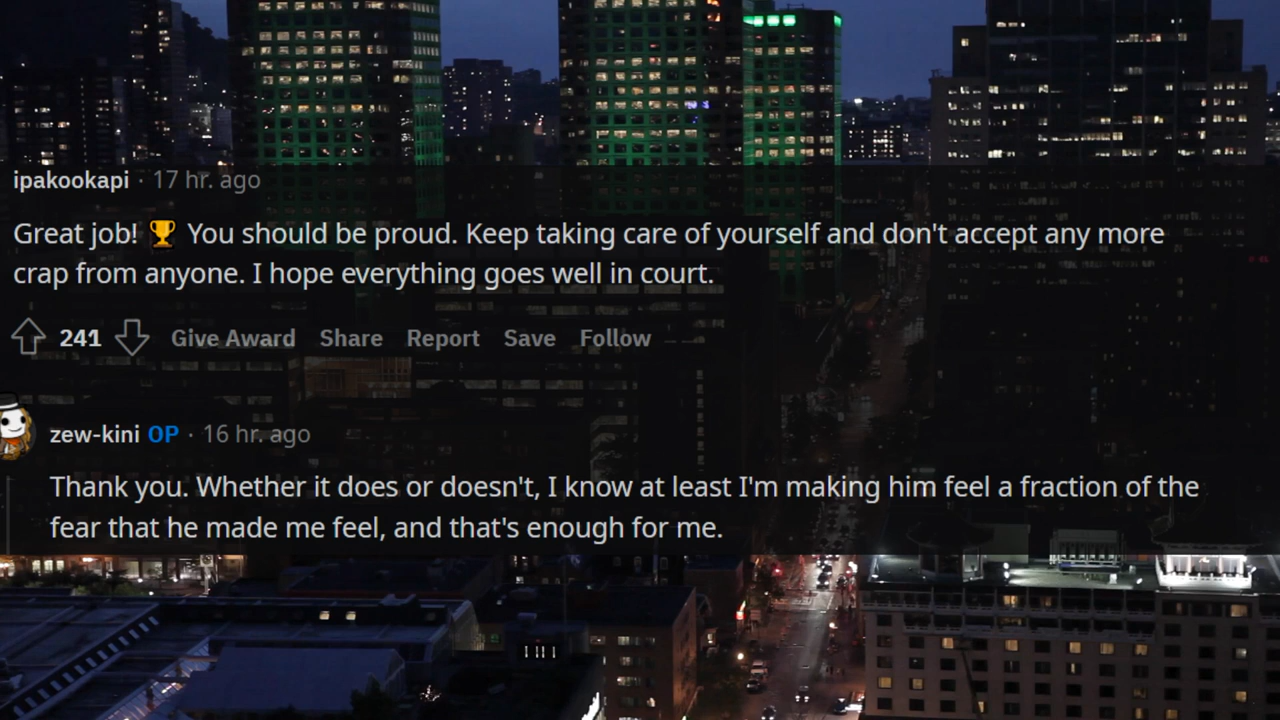 ipakookapi · 17 hr. ago
Great job! 🏆 You should be proud. Keep taking care of yourself and don't accept any more
crap from anyone. I hope everything goes well in court.
241 Give Award Share Report Save Follow
zew-kini OP · 16 hr. ago
Thank you. Whether it does or doesn't, I know at least I'm making him feel a fraction of the
fear that he made me feel, and that's enough for me.